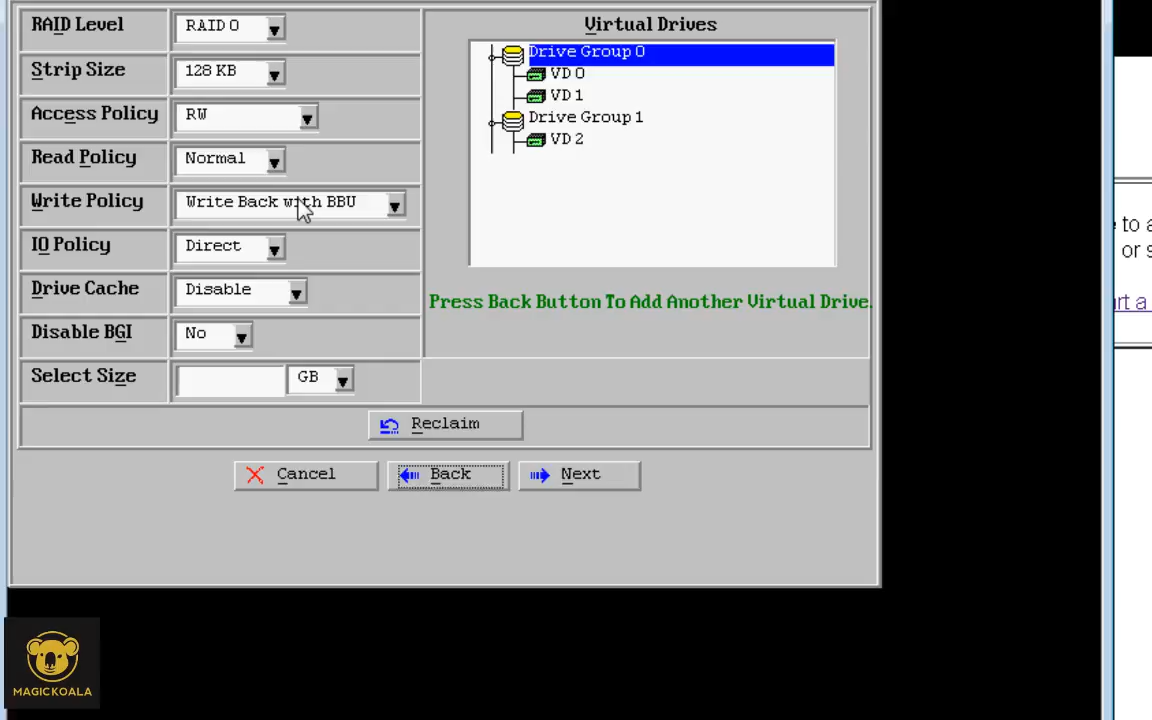 RAID Level
RAID 0
Strip Size
128 KB
Access Policy
RW
Read Policy
Normal
Write Policy
Write Back with BBU
IO Policy
Direct
Drive Cache
Disable
Disable BGI
No
Select Size
GB
Virtual Drives
Drive Group 0
VD 0
VD 1
Drive Group 1
VD 2
Press Back Button To Add Another Virtual Drive.
Reclaim
Cancel
Back
Next
to a
or s
rt a
MAGICKOALA